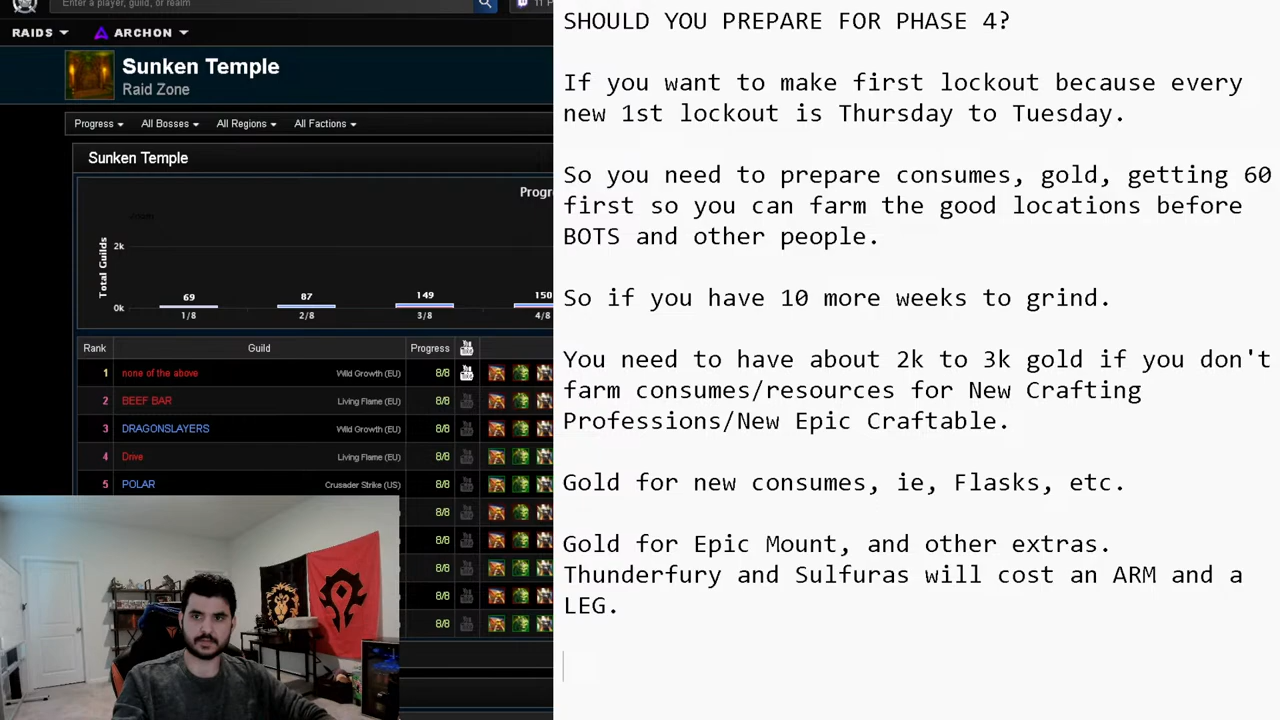 Enter a player, guild, or realm
11 P
RAIDS
ARCHON
Sunken Temple
Raid Zone
Progress
All Bosses
All Regions
All Factions
Sunken Temple
Progre
Total Guilds
2k
0k
69
87
149
150
1/8
2/8
3/8
4/8
Rank Guild Progress
1 none of the above Wild Growth (EU) 8/8
2 BEEF BAR Living Flame (EU) 8/8
3 DRAGONSLAYERS Wild Growth (EU) 8/8
4 Drive Living Flame (EU) 8/8
5 POLAR Crusader Strike (US) 8/8
8/8
8/8
8/8
8/8
8/8
SHOULD YOU PREPARE FOR PHASE 4?
If you want to make first lockout because every
new 1st lockout is Thursday to Tuesday.
So you need to prepare consumes, gold, getting 60
first so you can farm the good locations before
BOTS and other people.
So if you have 10 more weeks to grind.
You need to have about 2k to 3k gold if you don't
farm consumes/resources for New Crafting
Professions/New Epic Craftable.
Gold for new consumes, ie, Flasks, etc.
Gold for Epic Mount, and other extras.
Thunderfury and Sulfuras will cost an ARM and a
LEG.